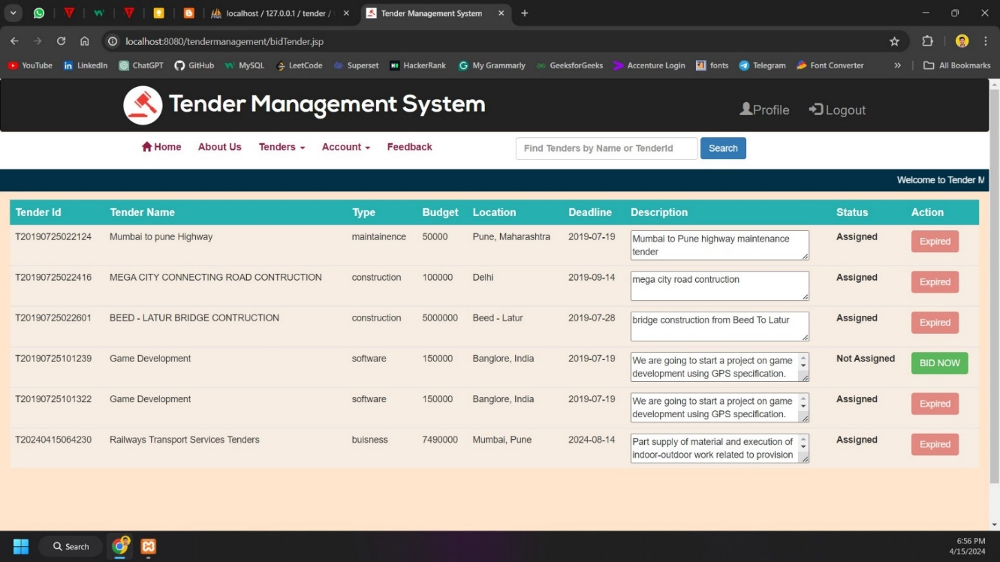 localhost / 127.0.0.1 / tender /
Tender Management System
localhost:8080/tendermanagement/bidTender.jsp
YouTube LinkedIn ChatGPT GitHub MySQL LeetCode Superset HackerRank My Grammarly GeeksforGeeks Accenture Login fonts Telegram Font Converter » All Bookmarks
Tender Management System
Profile Logout
Home About Us Tenders Account Feedback Find Tenders by Name or TenderId Search
Welcome to Tender M
Tender Id Tender Name Type Budget Location Deadline Description Status Action
T20190725022124 Mumbai to pune Highway maintainence 50000 Pune, Maharashtra 2019-07-19 Mumbai to Pune highway maintenance Assigned Expired
tender
T20190725022416 MEGA CITY CONNECTING ROAD CONTRUCTION construction 100000 Delhi 2019-09-14 mega city road contruction Assigned Expired
T20190725022601 BEED - LATUR BRIDGE CONTRUCTION construction 5000000 Beed - Latur 2019-07-28 bridge construction from Beed To Latur Assigned Expired
T20190725101239 Game Development software 150000 Banglore, India 2019-07-19 We are going to start a project on game Not Assigned BID NOW
development using GPS specification.
T20190725101322 Game Development software 150000 Banglore, India 2019-07-19 We are going to start a project on game Assigned Expired
development using GPS specification.
T20240415064230 Railways Transport Services Tenders buisness 7490000 Mumbai, Pune 2024-08-14 Part supply of material and execution of Assigned Expired
indoor-outdoor work related to provision
Search
6:56 PM
4/15/2024